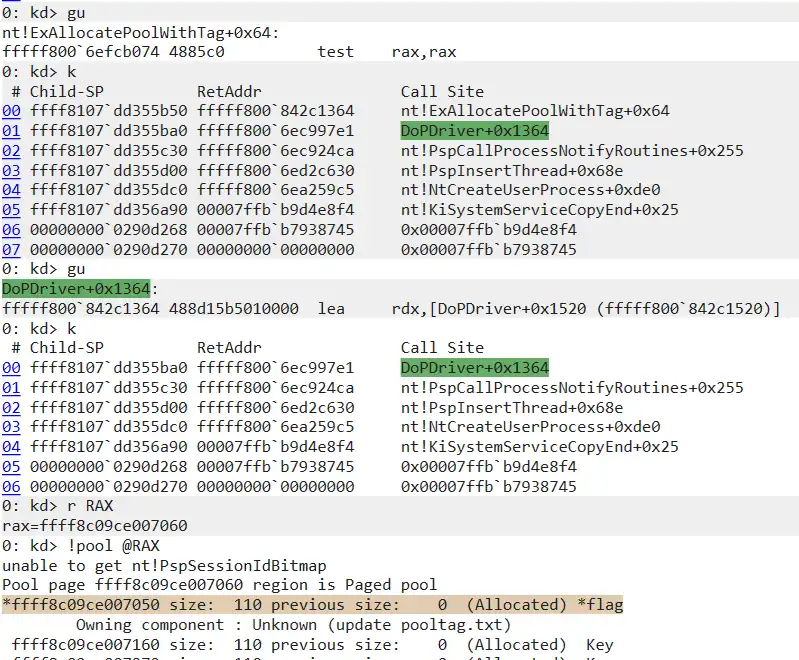 0: kd> gu
nt!ExAllocatePoolWithTag+0x64:
fffff800`6efcb074 4885c0          test    rax,rax
0: kd> k
 # Child-SP          RetAddr               Call Site
00 ffff8107`dd355b50 fffff800`842c1364     nt!ExAllocatePoolWithTag+0x64
01 ffff8107`dd355ba0 fffff800`6ec997e1     DoPDriver+0x1364
02 ffff8107`dd355c30 fffff800`6ec924ca     nt!PspCallProcessNotifyRoutines+0x255
03 ffff8107`dd355d00 fffff800`6ed2c630     nt!PspInsertThread+0x68e
04 ffff8107`dd355dc0 fffff800`6ea259c5     nt!NtCreateUserProcess+0xde0
05 ffff8107`dd356a90 00007ffb`b9d4e8f4     nt!KiSystemServiceCopyEnd+0x25
06 00000000`0290d268 00007ffb`b7938745     0x00007ffb`b9d4e8f4
07 00000000`0290d270 00000000`00000000     0x00007ffb`b7938745
0: kd> gu
DoPDriver+0x1364:
fffff800`842c1364 488d15b5010000  lea     rdx,[DoPDriver+0x1520 (fffff800`842c1520)]
0: kd> k
 # Child-SP          RetAddr               Call Site
00 ffff8107`dd355ba0 fffff800`6ec997e1     DoPDriver+0x1364
01 ffff8107`dd355c30 fffff800`6ec924ca     nt!PspCallProcessNotifyRoutines+0x255
02 ffff8107`dd355d00 fffff800`6ed2c630     nt!PspInsertThread+0x68e
03 ffff8107`dd355dc0 fffff800`6ea259c5     nt!NtCreateUserProcess+0xde0
04 ffff8107`dd356a90 00007ffb`b9d4e8f4     nt!KiSystemServiceCopyEnd+0x25
05 00000000`0290d268 00007ffb`b7938745     0x00007ffb`b9d4e8f4
06 00000000`0290d270 00000000`00000000     0x00007ffb`b7938745
0: kd> r RAX
rax=ffff8c09ce007060
0: kd> !pool @RAX
unable to get nt!PspSessionIdBitmap
Pool page ffff8c09ce007060 region is Paged pool
*ffff8c09ce007050 size:  110 previous size:    0  (Allocated) *flag
        Owning component : Unknown (update pooltag.txt)
 ffff8c09ce007160 size:  110 previous size:    0  (Allocated)  Key